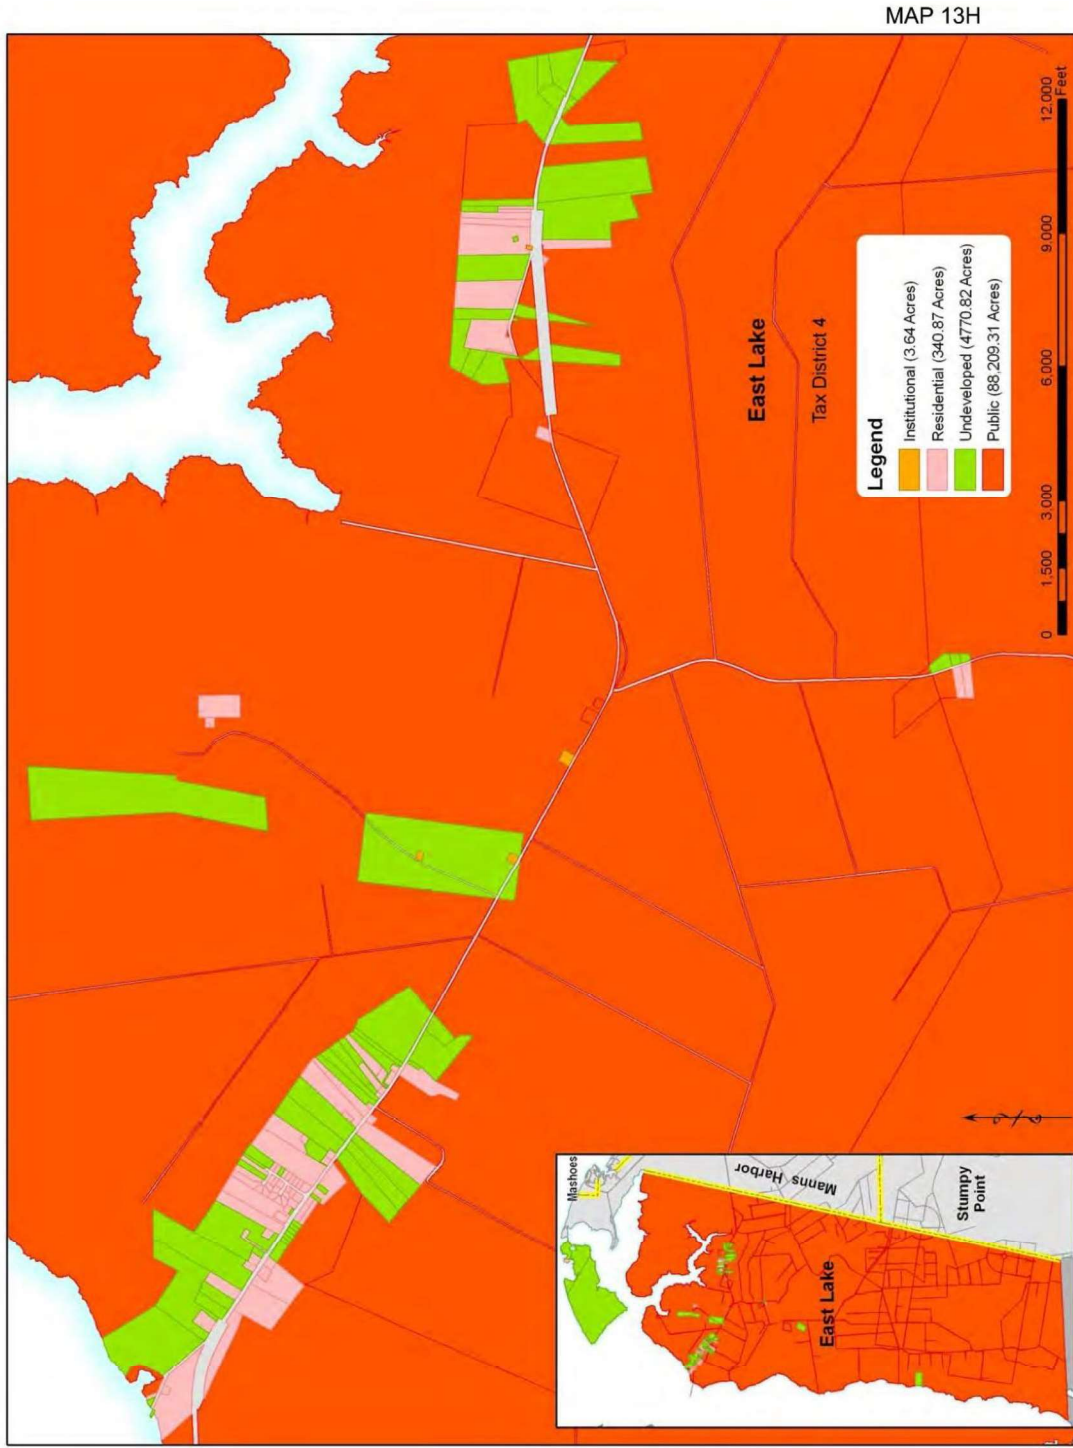 MAP 13H
East Lake
Tax District 4
Legend
Institutional (3.64 Acres)
Residential (340.87 Acres)
Undeveloped (4770.82 Acres)
Public (88,209.31 Acres)
0 1,500 3,000 6,000 9,000 12,000
Feet
Mashoes
Manns Harbor
East Lake
Stumpy
Point